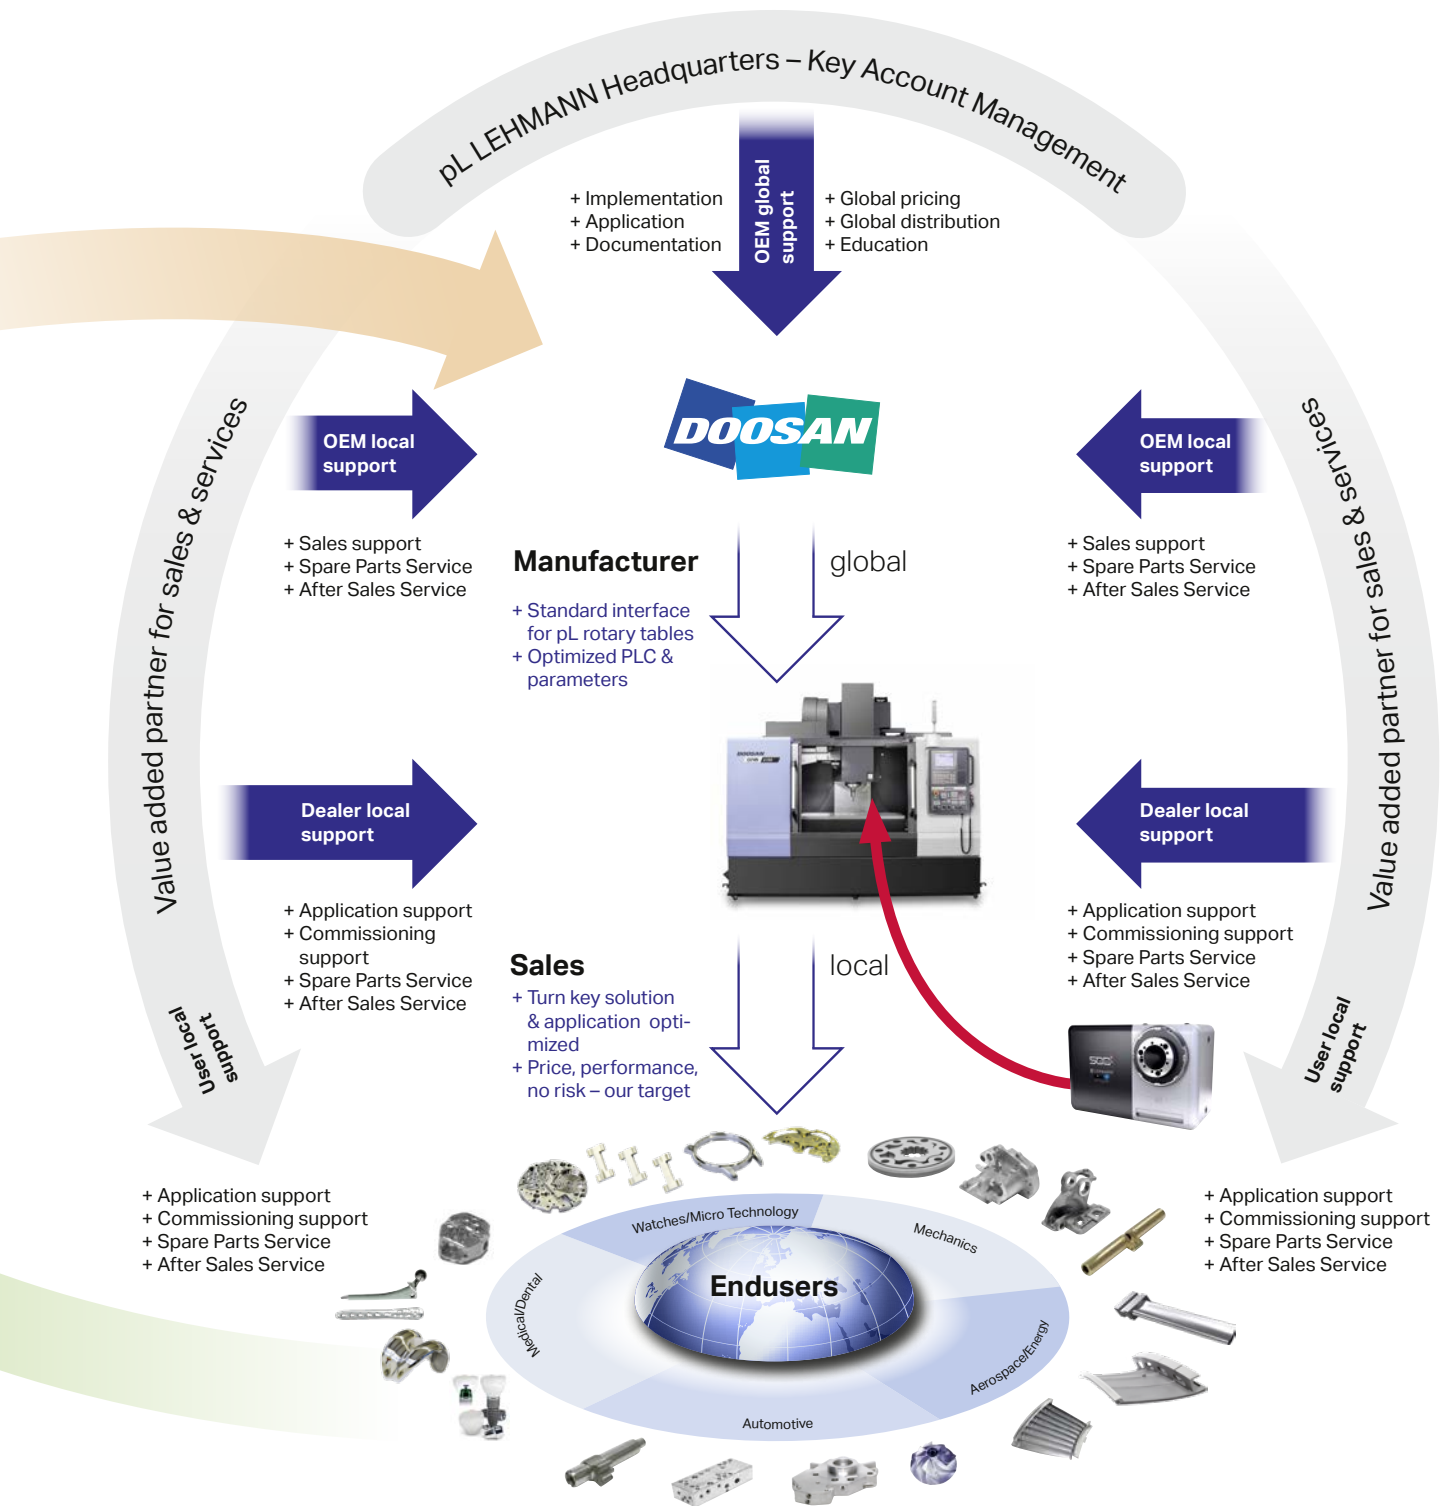 pL LEHMANN Headquarters – Key Account Management
OEM global
support
+ Implementation
+ Application
+ Documentation
+ Global pricing
+ Global distribution
+ Education
Value added partner for sales & services
Value added partner for sales & services
DOOSAN
OEM local
support
+ Sales support
+ Spare Parts Service
+ After Sales Service
OEM local
support
+ Sales support
+ Spare Parts Service
+ After Sales Service
Manufacturer
global
+ Standard interface
for pL rotary tables
+ Optimized PLC &
parameters
DOOSAN
Dealer local
support
+ Application support
+ Commissioning
support
+ Spare Parts Service
+ After Sales Service
Dealer local
support
+ Application support
+ Commissioning support
+ Spare Parts Service
+ After Sales Service
Sales
local
+ Turn key solution
& application opti-
mized
+ Price, performance,
no risk – our target
User local
support
User local
support
+ Application support
+ Commissioning support
+ Spare Parts Service
+ After Sales Service
+ Application support
+ Commissioning support
+ Spare Parts Service
+ After Sales Service
Watches/Micro Technology
Mechanics
Medical/Dental
Endusers
Aerospace/Energy
Automotive